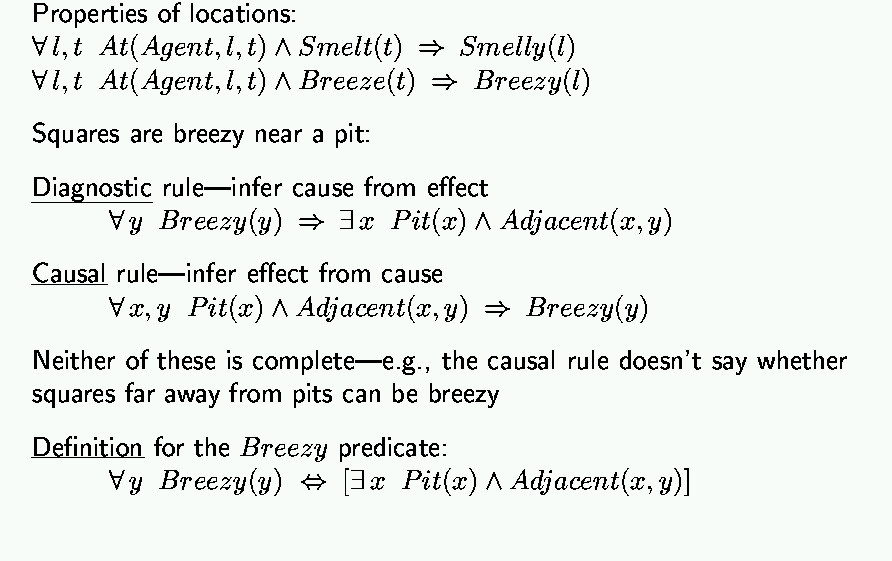 Properties of locations:
∀ l, t At(Agent, l, t) ∧ Smelt(t) ⇒ Smelly(l)
∀ l, t At(Agent, l, t) ∧ Breeze(t) ⇒ Breezy(l)
Squares are breezy near a pit:
Diagnostic rule—infer cause from effect
∀ y Breezy(y) ⇒ ∃ x Pit(x) ∧ Adjacent(x, y)
Causal rule—infer effect from cause
∀ x, y Pit(x) ∧ Adjacent(x, y) ⇒ Breezy(y)
Neither of these is complete—e.g., the causal rule doesn't say whether
squares far away from pits can be breezy
Definition for the Breezy predicate:
∀ y Breezy(y) ⇔ [∃ x Pit(x) ∧ Adjacent(x, y)]